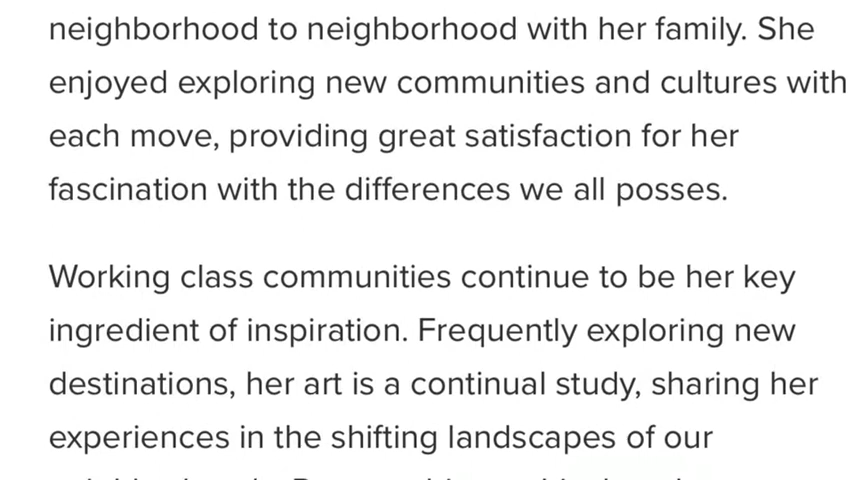 neighborhood to neighborhood with her family. She
enjoyed exploring new communities and cultures with
each move, providing great satisfaction for her
fascination with the differences we all posses.
Working class communities continue to be her key
ingredient of inspiration. Frequently exploring new
destinations, her art is a continual study, sharing her
experiences in the shifting landscapes of our